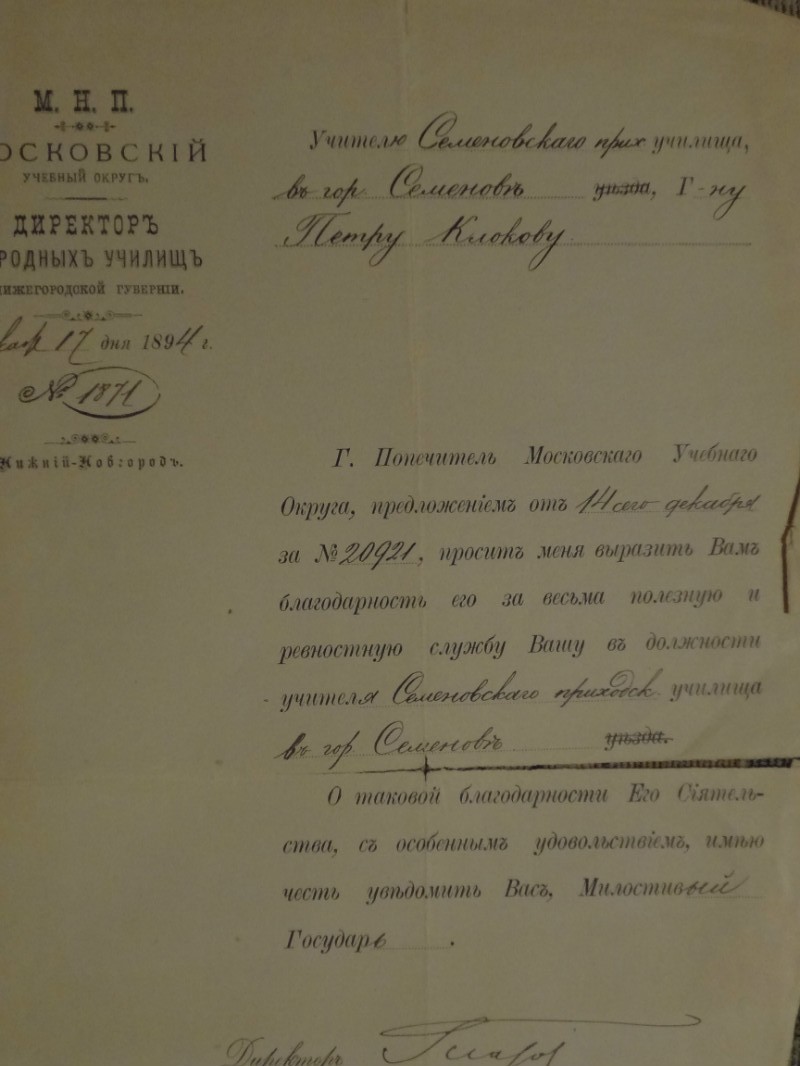 М. Н. П.
ОСКОВСКІЙ
УЧЕБНЫЙ ОКРУГЪ.
ДИРЕКТОРЪ
РОДНЫХЪ УЧИЛИЩЪ
НИЖЕГОРОДСКОЙ ГУБЕРНІИ.
17 дня 1894 г.
№ 1871
Нижній-Новгородъ.
Учителю Семеновскаго прих училища,
въ гор Семеновѣ уѣзда, Г-ну
Петру Клокову.
Г. Попечитель Московскаго Учебнаго
Округа, предложеніемъ отъ 14 сего декабря
за № 20921, проситъ меня выразить Вамъ
благодарность его за весьма полезную и
ревностную службу Вашу въ должности
учителя Семеновскаго приходск. училища
въ гор Семеновѣ уѣзда.
О таковой благодарности Его Сіятель-
ства, съ особеннымъ удовольствіемъ, имѣю
честь увѣдомить Васъ, Милостивый
Государь .
Директоръ